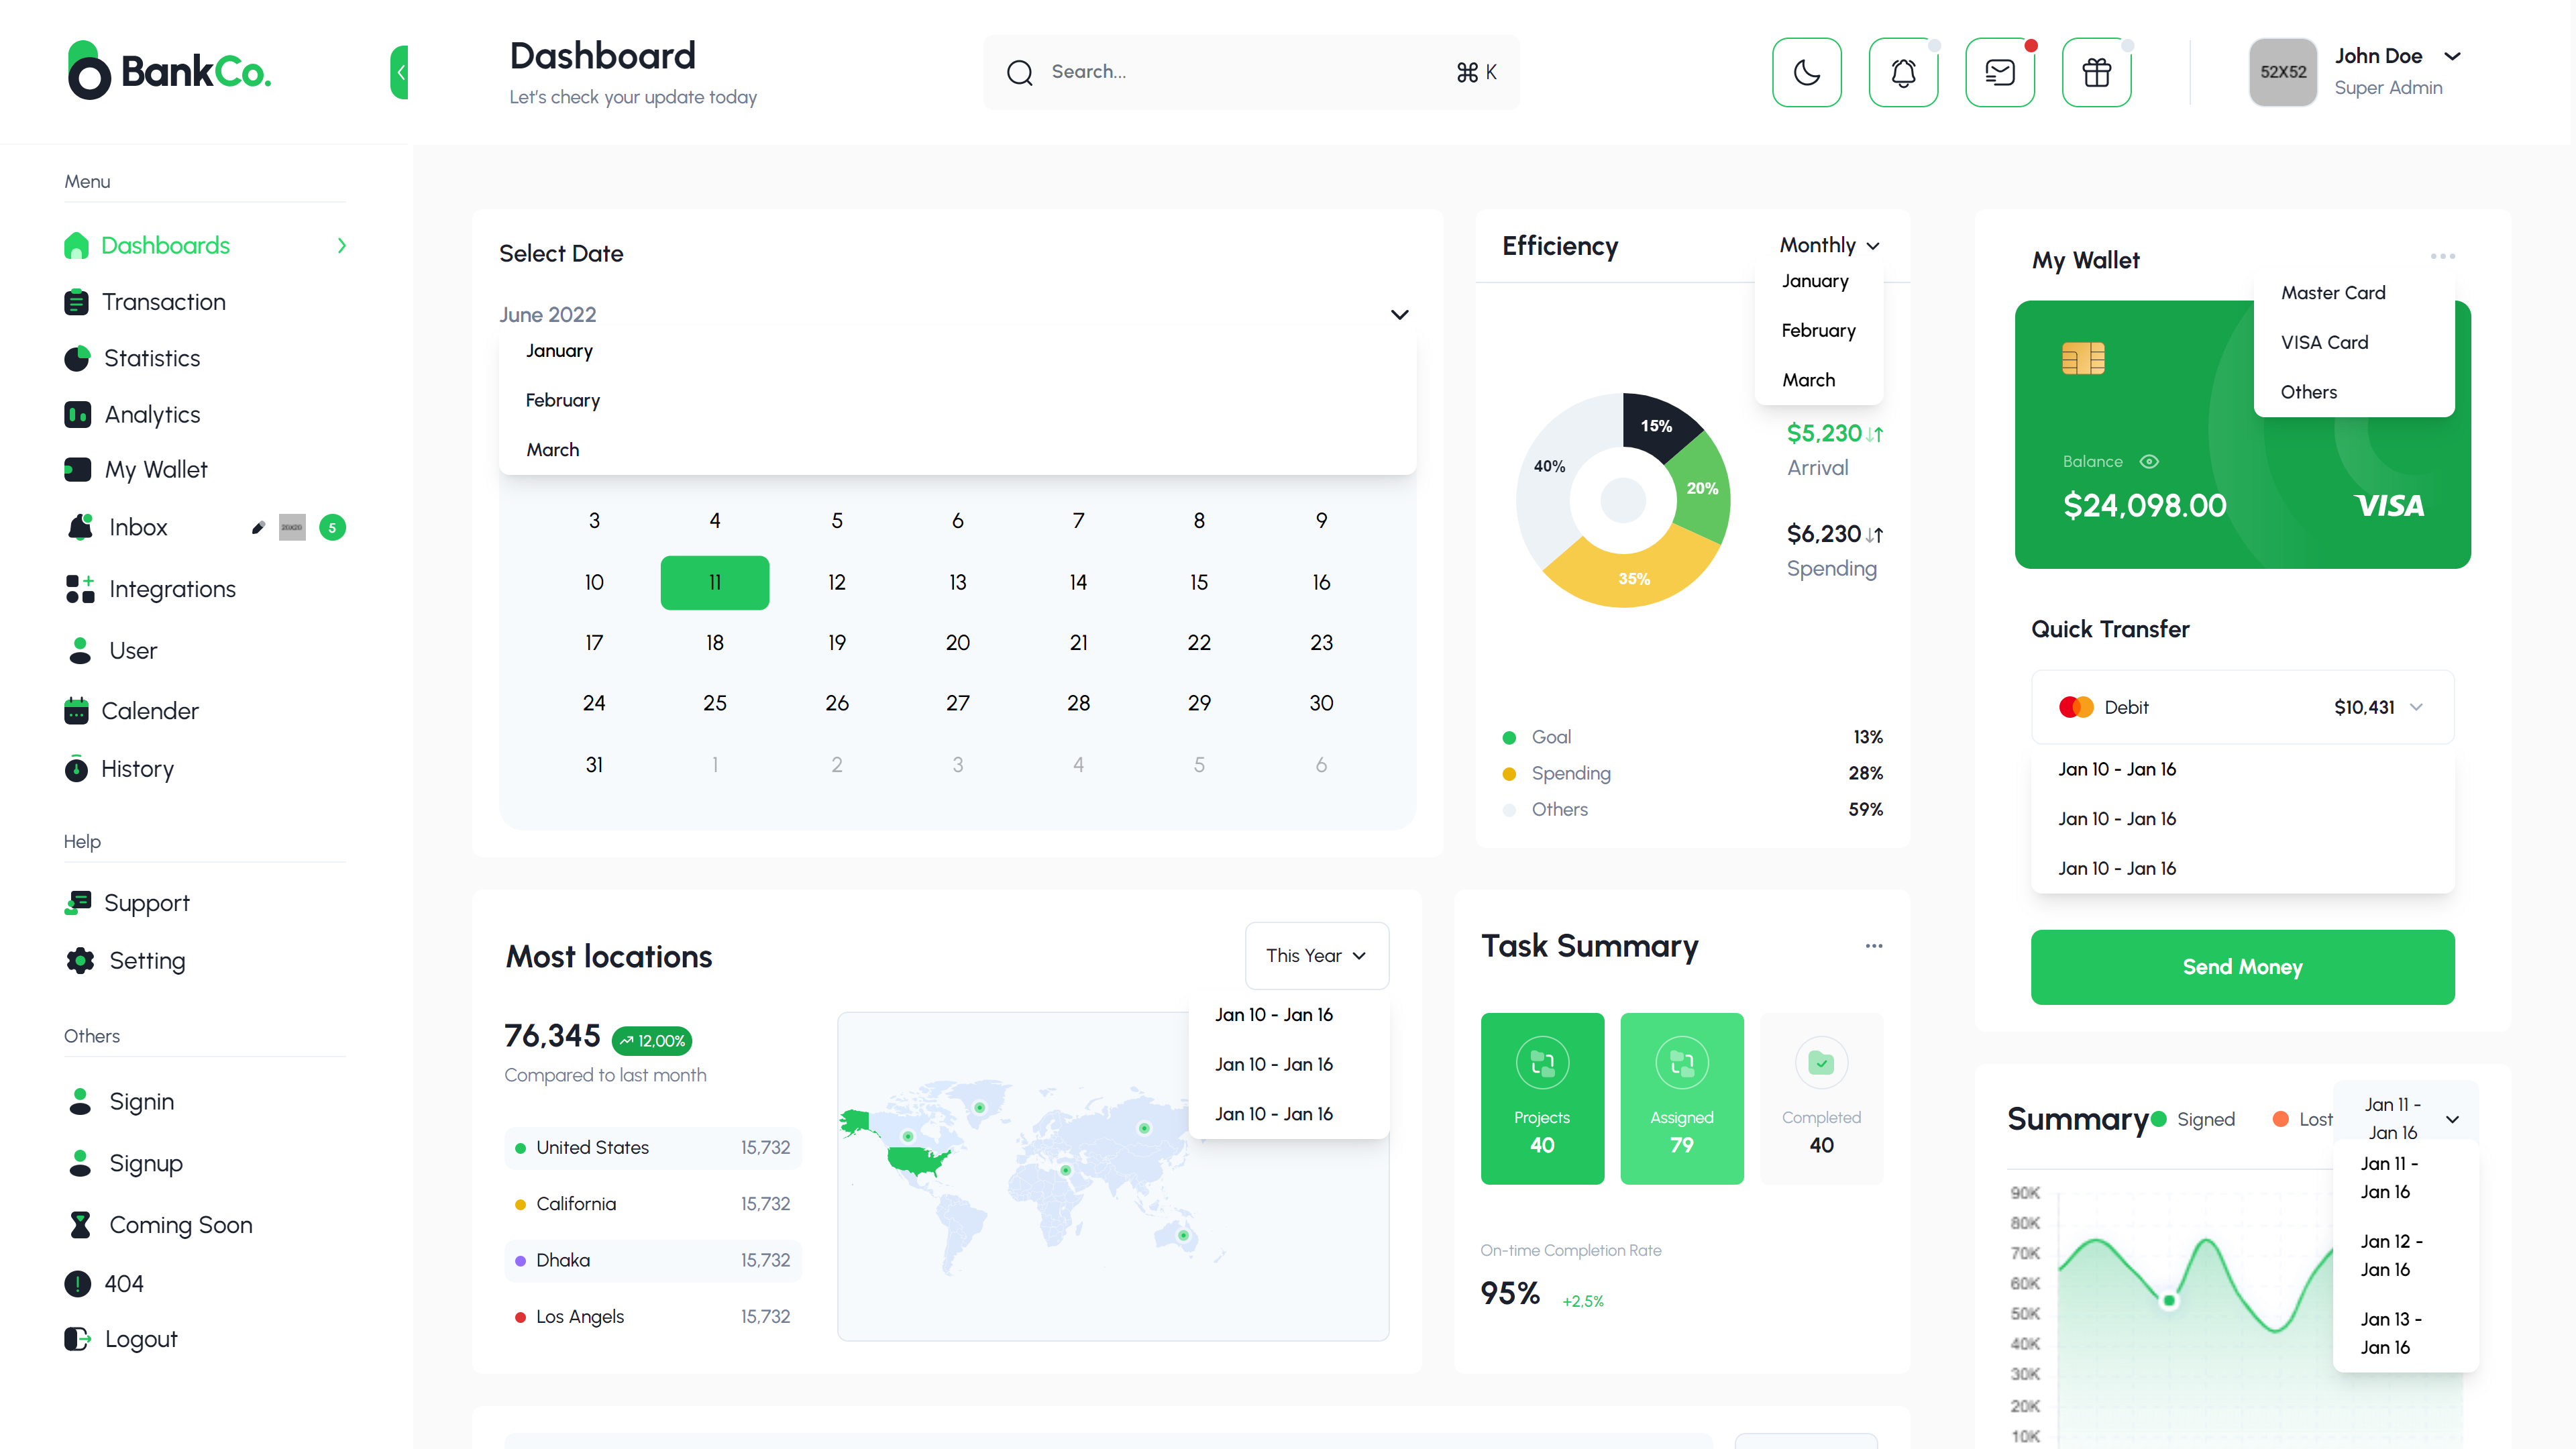 BankCo.
Dashboard
Let's check your update today
Search...
⌘ K
52X52
John Doe
Super Admin
Menu
Dashboards
Transaction
Statistics
Analytics
My Wallet
Inbox
20X20
5
Integrations
User
Calender
History
Help
Support
Setting
Others
Signin
Signup
Coming Soon
404
Logout
Select Date
June 2022
January
February
March
3 4 5 6 7 8 9
10 11 12 13 14 15 16
17 18 19 20 21 22 23
24 25 26 27 28 29 30
31 1 2 3 4 5 6
Efficiency
Monthly
January
February
March
15%
20%
35%
40%
$5,230
Arrival
$6,230
Spending
Goal 13%
Spending 28%
Others 59%
My Wallet
Master Card
VISA Card
Others
Balance
$24,098.00
VISA
Quick Transfer
Debit $10,431
Jan 10 - Jan 16
Jan 10 - Jan 16
Jan 10 - Jan 16
Send Money
Most locations
This Year
Jan 10 - Jan 16
Jan 10 - Jan 16
Jan 10 - Jan 16
76,345
12,00%
Compared to last month
United States 15,732
California 15,732
Dhaka 15,732
Los Angels 15,732
Task Summary
Projects
40
Assigned
79
Completed
40
On-time Completion Rate
95%
+2,5%
Summary
Signed
Lost
Jan 11 -
Jan 16
Jan 11 -
Jan 16
Jan 12 -
Jan 16
Jan 13 -
Jan 16
90K
80K
70K
60K
50K
40K
30K
20K
10K